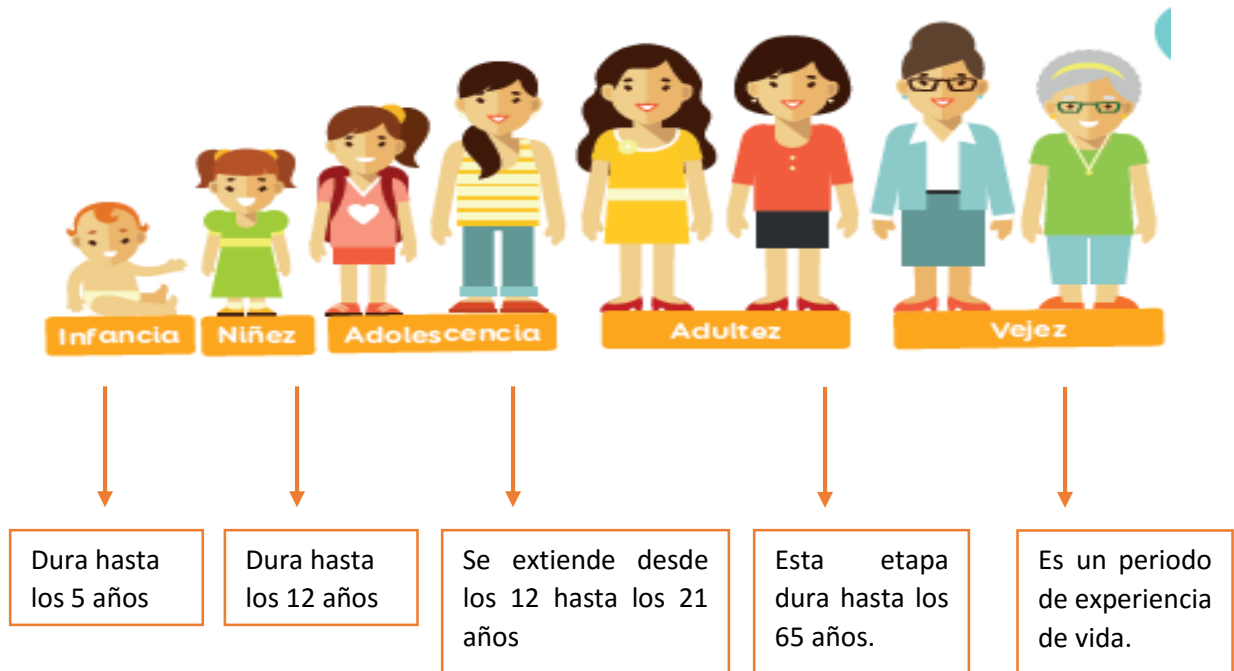 Infancia
Niñez
Adolescencia
Adultez
Vejez
Dura hasta
los 5 años
Dura hasta
los 12 años
Se extiende desde
los 12 hasta los 21
años
Esta etapa
dura hasta los
65 años.
Es un periodo
de experiencia
de vida.